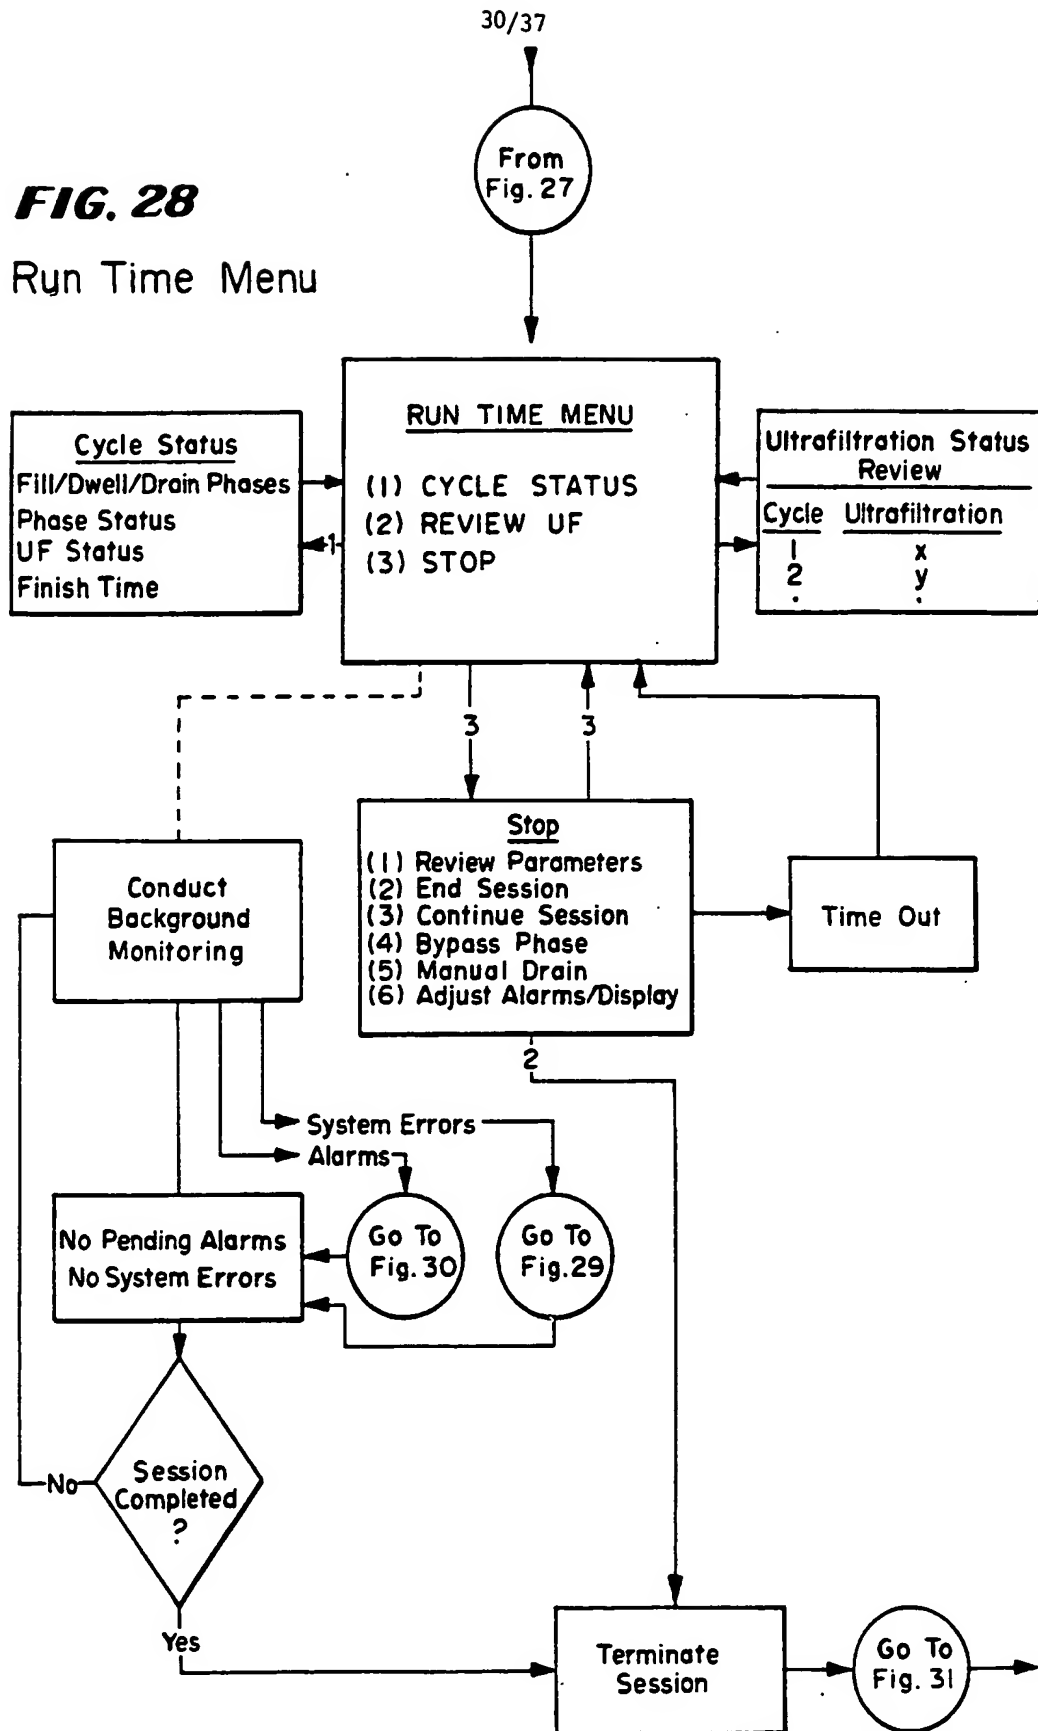 30/37
From
Fig. 27
FIG. 28
Run Time Menu
RUN TIME MENU
(1) CYCLE STATUS
(2) REVIEW UF
(3) STOP
Cycle Status
Fill/Dwell/Drain Phases
Phase Status
UF Status
Finish Time
1
Ultrafiltration Status
Review
Cycle Ultrafiltration
1 x
2 y
. .
3
3
Stop
(1) Review Parameters
(2) End Session
(3) Continue Session
(4) Bypass Phase
(5) Manual Drain
(6) Adjust Alarms/Display
Time Out
Conduct
Background
Monitoring
2
System Errors
Alarms
Go To
Fig. 30
Go To
Fig. 29
No Pending Alarms
No System Errors
Session
Completed
?
No
Yes
Terminate
Session
Go To
Fig. 31